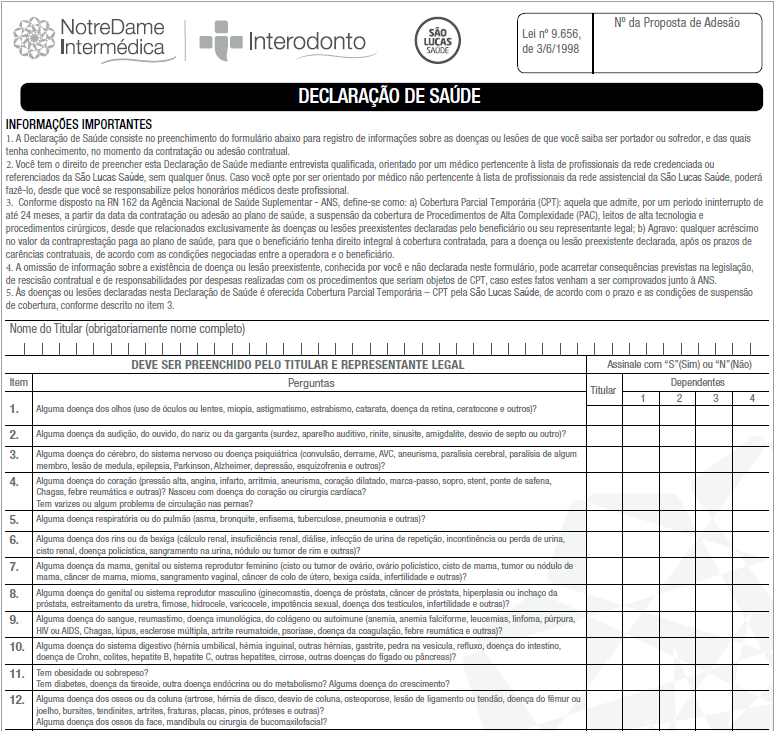 NotreDame
Intermédica
Interodonto
SÃO
LUCAS
SAÚDE
Lei nº 9.656,
de 3/6/1998
Nº da Proposta de Adesão
DECLARAÇÃO DE SAÚDE
INFORMAÇÕES IMPORTANTES
1. A Declaração de Saúde consiste no preenchimento do formulário abaixo para registro de informações sobre as doenças ou lesões de que você saiba ser portador ou sofredor, e das quais
tenha conhecimento, no momento da contratação ou adesão contratual.
2. Você tem o direito de preencher esta Declaração de Saúde mediante entrevista qualificada, orientado por um médico pertencente à lista de profissionais da rede credenciada ou
referenciados da São Lucas Saúde, sem qualquer ônus. Caso você opte por ser orientado por médico não pertencente à lista de profissionais da rede assistencial da São Lucas Saúde, poderá
fazê-lo, desde que você se responsabilize pelos honorários médicos deste profissional.
3. Conforme disposto na RN 162 da Agência Nacional de Saúde Suplementar - ANS, define-se como: a) Cobertura Parcial Temporária (CPT): aquela que admite, por um período ininterrupto de
até 24 meses, a partir da data da contratação ou adesão ao plano de saúde, a suspensão da cobertura de Procedimentos de Alta Complexidade (PAC), leitos de alta tecnologia e
procedimentos cirúrgicos, desde que relacionados exclusivamente às doenças ou lesões preexistentes declaradas pelo beneficiário ou seu representante legal; b) Agravo: qualquer acréscimo
no valor da contraprestação paga ao plano de saúde, para que o beneficiário tenha direito integral à cobertura contratada, para a doença ou lesão preexistente declarada, após os prazos de
carências contratuais, de acordo com as condições negociadas entre a operadora e o beneficiário.
4. A omissão de informação sobre a existência de doença ou lesão preexistente, conhecida por você e não declarada neste formulário, pode acarretar consequências previstas na legislação,
de rescisão contratual e de responsabilidades por despesas realizadas com os procedimentos que seriam objetos de CPT, caso estes fatos venham a ser comprovados junto à ANS.
5. Às doenças ou lesões declaradas nesta Declaração de Saúde é oferecida Cobertura Parcial Temporária – CPT pela São Lucas Saúde, de acordo com o prazo e as condições de suspensão
de cobertura, conforme descrito no item 3.
Nome do Titular (obrigatoriamente nome completo)
DEVE SER PREENCHIDO PELO TITULAR E REPRESENTANTE LEGAL
Assinale com “S”(Sim) ou “N”(Não)
Item
Perguntas
Titular
Dependentes
1 2 3 4
1. Alguma doença dos olhos (uso de óculos ou lentes, miopia, astigmatismo, estrabismo, catarata, doença da retina, ceratocone e outros)?
2. Alguma doença da audição, do ouvido, do nariz ou da garganta (surdez, aparelho auditivo, rinite, sinusite, amigdalite, desvio de septo ou outro)?
3. Alguma doença do cérebro, do sistema nervoso ou doença psiquiátrica (convulsão, derrame, AVC, aneurisma, paralisia cerebral, paralisia de algum
membro, lesão de medula, epilepsia, Parkinson, Alzheimer, depressão, esquizofrenia e outros)?
4. Alguma doença do coração (pressão alta, angina, infarto, arritmia, aneurisma, coração dilatado, marca-passo, sopro, stent, ponte de safena,
Chagas, febre reumática e outras)? Nasceu com doença do coração ou cirurgia cardíaca?
Tem varizes ou algum problema de circulação nas pernas?
5. Alguma doença respiratória ou do pulmão (asma, bronquite, enfisema, tuberculose, pneumonia e outras)?
6. Alguma doença dos rins ou da bexiga (cálculo renal, insuficiência renal, diálise, infecção de urina de repetição, incontinência ou perda de urina,
cisto renal, doença policística, sangramento na urina, nódulo ou tumor de rim e outras)?
7. Alguma doença da mama, genital ou sistema reprodutor feminino (cisto ou tumor de ovário, ovário policístico, cisto de mama, tumor ou nódulo de
mama, câncer de mama, mioma, sangramento vaginal, câncer de colo de útero, bexiga caída, infertilidade e outras)?
8. Alguma doença do genital ou sistema reprodutor masculino (ginecomastia, doença de próstata, câncer de próstata, hiperplasia ou inchaço da
próstata, estreitamento da uretra, fimose, hidrocele, varicocele, impotência sexual, doença dos testículos, infertilidade e outras)?
9. Alguma doença do sangue, reumastimo, doença imunológica, do colágeno ou autoimune (anemia, anemia falciforme, leucemias, linfoma, púrpura,
HIV ou AIDS, Chagas, lúpus, esclerose múltipla, artrite reumatoide, psoríase, doença da coagulação, febre reumática e outras)?
10. Alguma doença do sistema digestivo (hérnia umbilical, hérnia inguinal, outras hérnias, gastrite, pedra na vesícula, refluxo, doença do intestino,
doença de Crohn, colites, hepatite B, hepatite C, outras hepatites, cirrose, outras doenças do fígado ou pâncreas)?
11. Tem obesidade ou sobrepeso?
Tem diabetes, doença da tireoide, outra doença endócrina ou do metabolismo? Alguma doença do crescimento?
12. Alguma doença dos ossos ou da coluna (artrose, hérnia de disco, desvio de coluna, osteoporose, lesão de ligamento ou tendão, doença do fêmur ou
joelho, bursites, tendinites, artrites, fraturas, placas, pinos, próteses e outras)?
Alguma doença dos ossos da face, mandíbula ou cirurgia de bucomaxilofacial?